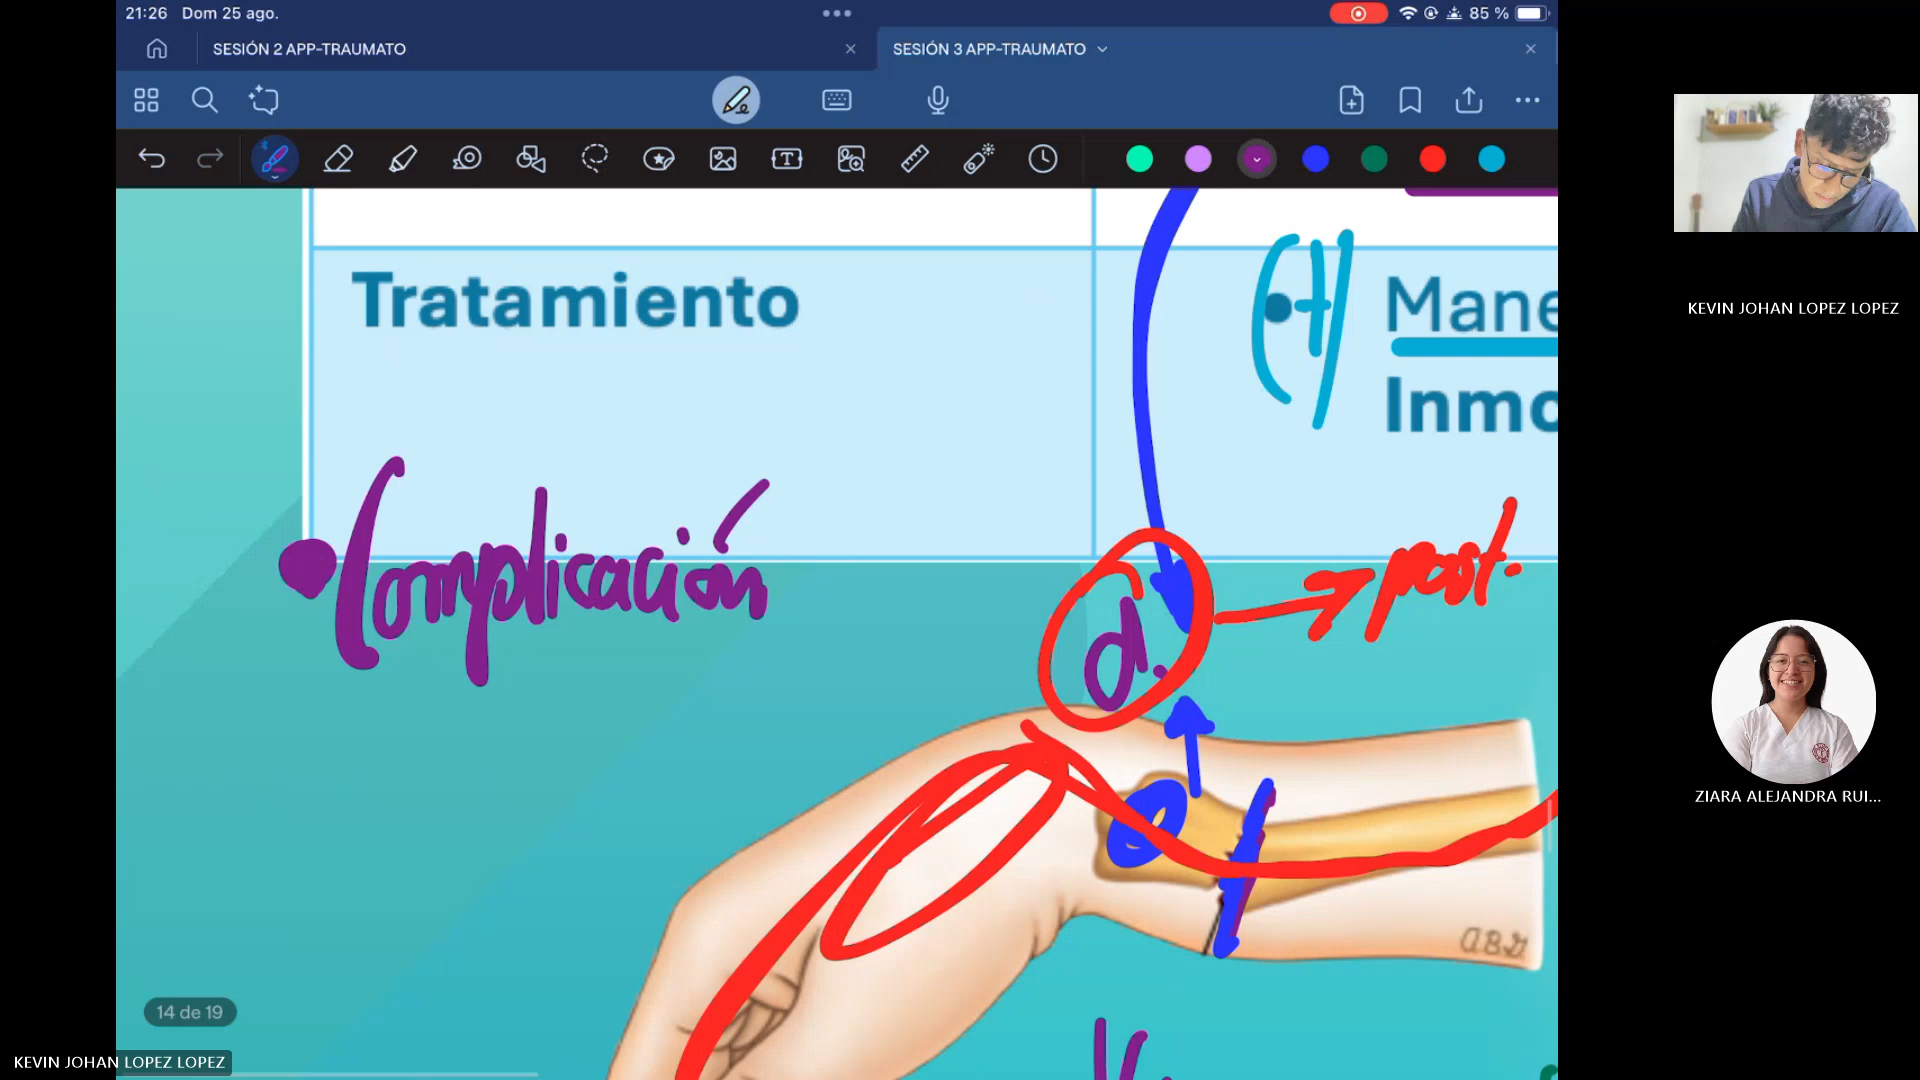 21:26 Dom 25 ago.
85 %
SESIÓN 2 APP-TRAUMATO
SESIÓN 3 APP-TRAUMATO
Tratamiento
(+) Mane
Inmo
Complicación
d.
post.
14 de 19
KEVIN JOHAN LOPEZ LOPEZ
KEVIN JOHAN LOPEZ LOPEZ
ZIARA ALEJANDRA RUI...